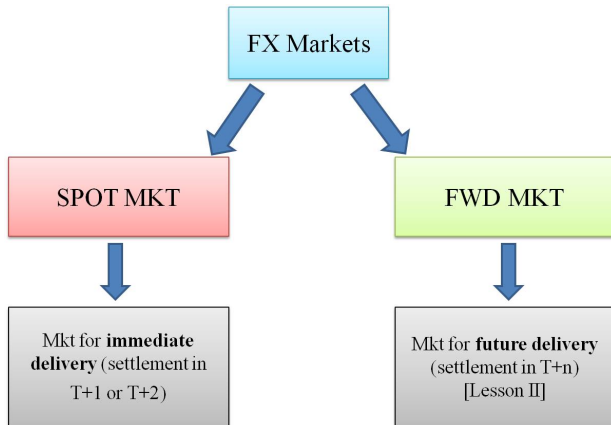 FX Markets
SPOT MKT
FWD MKT
Mkt for immediate
delivery (settlement in
T+1 or T+2)
Mkt for future delivery
(settlement in T+n)
[Lesson II]